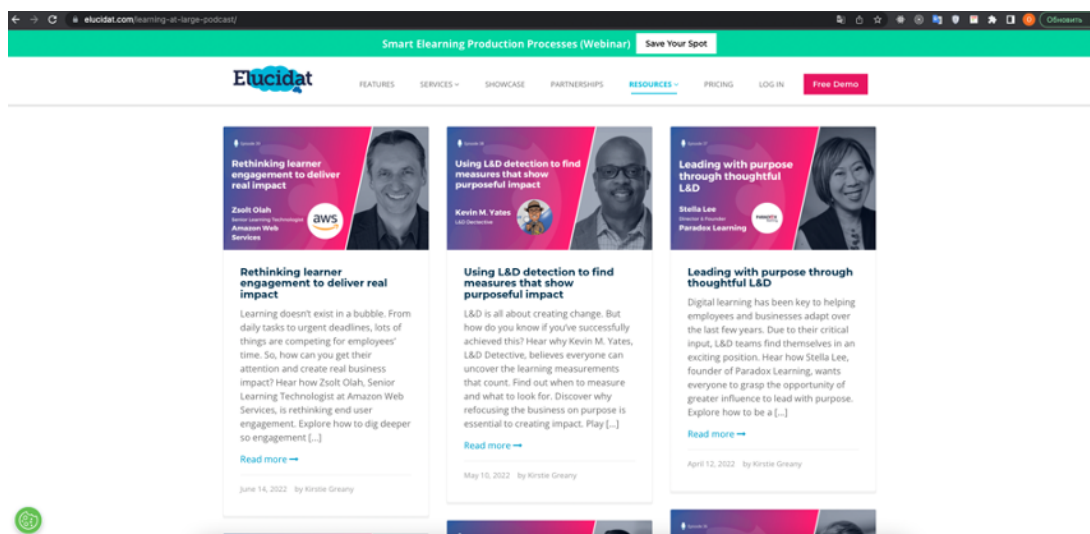 elucidat.com/learning-at-large-podcast/
Обновить
Smart Elearning Production Processes (Webinar) Save Your Spot
Elucidat
FEATURES SERVICES SHOWCASE PARTNERSHIPS RESOURCES PRICING LOG IN Free Demo
Rethinking learner
engagement to deliver
real impact
Zsolt Olah
Senior Learning Technologist
Amazon Web
Services
aws
Using L&D detection to find
measures that show
purposeful impact
Kevin M. Yates
L&D Detective
Leading with purpose
through thoughtful
L&D
Stella Lee
Director & Founder
Paradox Learning
Rethinking learner
engagement to deliver real
impact
Learning doesn't exist in a bubble. From
daily tasks to urgent deadlines, lots of
things are competing for employees'
time. So, how can you get their
attention and create real business
impact? Hear how Zsolt Olah, Senior
Learning Technologist at Amazon Web
Services, is rethinking end user
engagement. Explore how to dig deeper
so engagement [...]
Read more →
June 14, 2022 by Kirstie Greany
Using L&D detection to find
measures that show
purposeful impact
L&D is all about creating change. But
how do you know if you've successfully
achieved this? Hear why Kevin M. Yates,
L&D Detective, believes everyone can
uncover the learning measurements
that count. Find out when to measure
and what to look for. Discover why
refocusing the business on purpose is
essential to creating impact. Play [...]
Read more →
May 10, 2022 by Kirstie Greany
Leading with purpose through
thoughtful L&D
Digital learning has been key to helping
employees and businesses adapt over
the last few years. Due to their critical
input, L&D teams find themselves in an
exciting position. Hear how Stella Lee,
founder of Paradox Learning, wants
everyone to grasp the opportunity of
greater influence to lead with purpose.
Explore how to be a [...]
Read more →
April 12, 2022 by Kirstie Greany